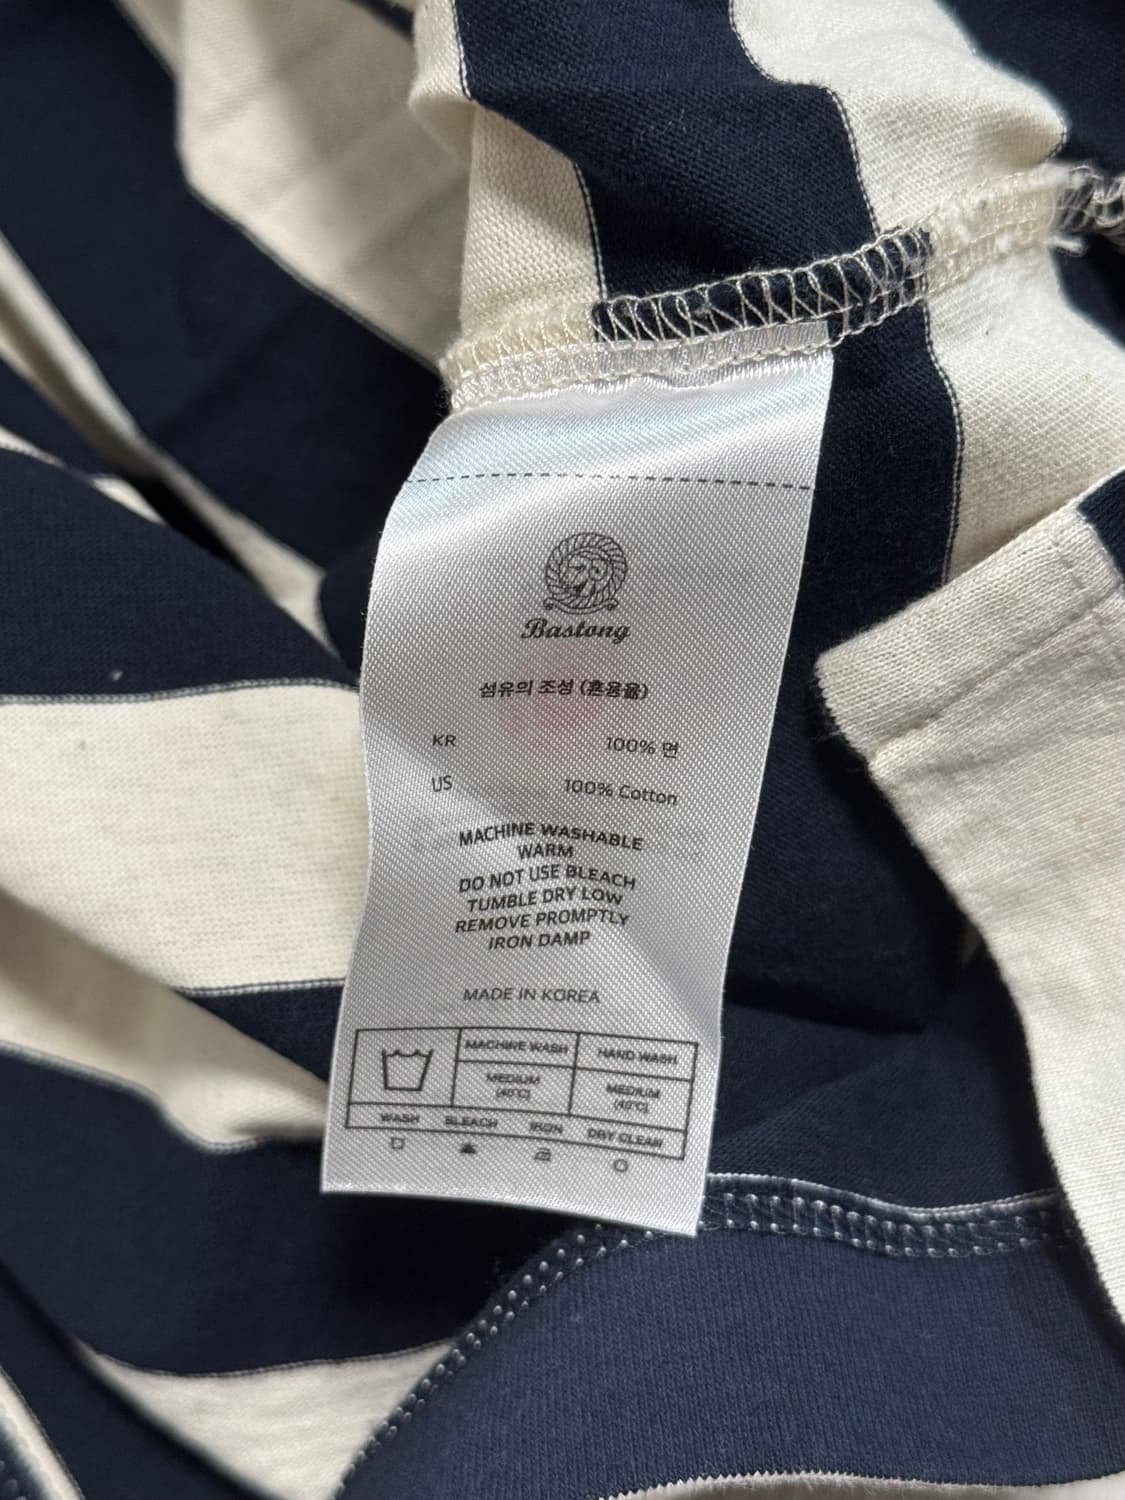 Bastong
섬유의 조성 (혼용율)
KR 100% 면
US 100% Cotton
MACHINE WASHABLE
WARM
DO NOT USE BLEACH
TUMBLE DRY LOW
REMOVE PROMPTLY
IRON DAMP
MADE IN KOREA
MACHINE WASH HAND WASH
MEDIUM (40℃) MEDIUM (40℃)
WASH BLEACH IRON DRY CLEAN